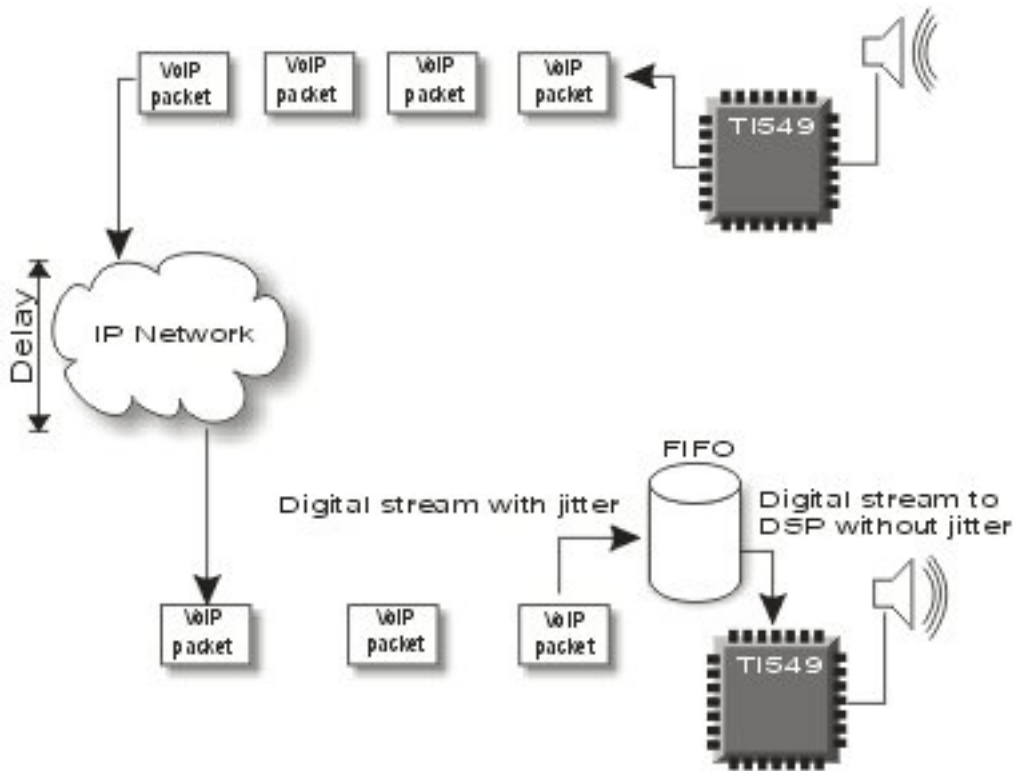 VoIP
packet
VoIP
packet
VoIP
packet
VoIP
packet
TI549
Delay
IP Network
FIFO
Digital stream with jitter
Digital stream to
DSP without jitter
VoIP
packet
VoIP
packet
VoIP
packet
TI549